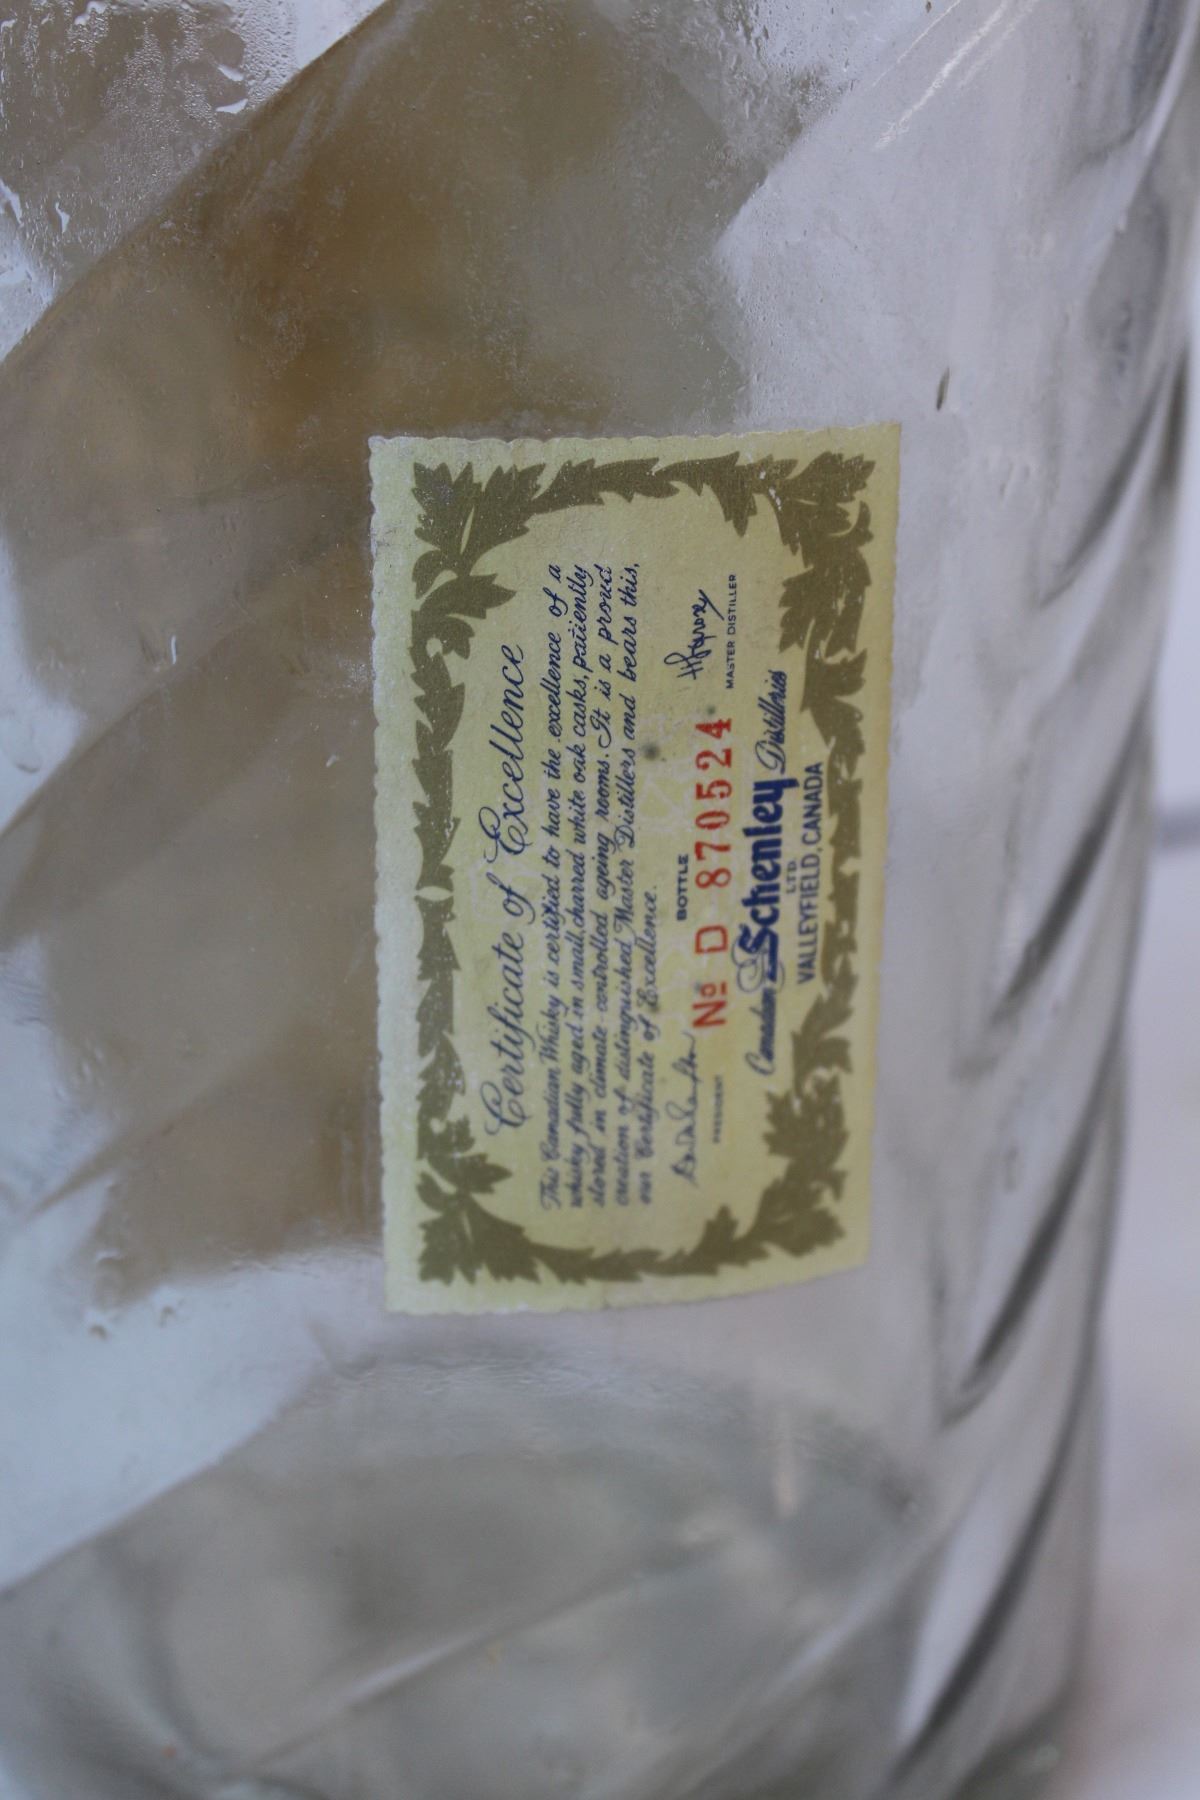 Certificate of Excellence
This Canadian Whisky is certified to have the excellence of a
whisky fully aged in small, charred white oak casks, patiently
stored in climate-controlled ageing rooms. It is a proud
creation of distinguished Master Distillers and bears this,
our Certificate of Excellence.
BOTTLE
№ D 870524
PRESIDENT
MASTER DISTILLER
Canadian Schenley Distilleries
LTD.
VALLEYFIELD, CANADA